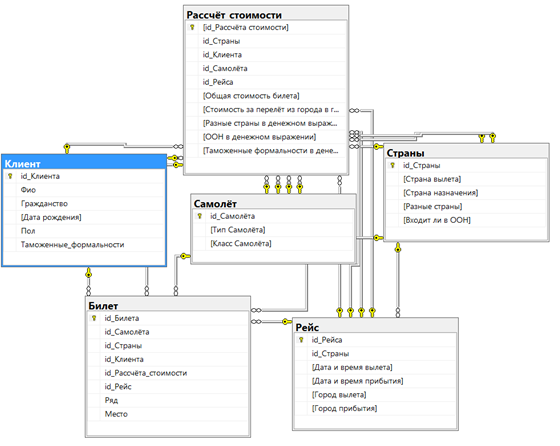 Рассчёт стоимости
[id_Рассчёта стоимости]
id_Страны
id_Клиента
id_Самолёта
id_Рейса
[Общая стоимость билета]
[Стоимость за перелёт из города в г...
[Разные страны в денежном выраж...
[ООН в денежном выражении]
[Таможенные формальности в дене...
Клиент
id_Клиента
Фио
Гражданство
[Дата рождения]
Пол
Таможенные_формальности
Страны
id_Страны
[Страна вылета]
[Страна назначения]
[Разные страны]
[Входит ли в ООН]
Самолёт
id_Самолёта
[Тип Самолёта]
[Класс Самолёта]
Билет
id_Билета
id_Самолёта
id_Страны
id_Клиента
id_Рассчёта_стоимости
id_Рейс
Ряд
Место
Рейс
id_Рейса
id_Страны
[Дата и время вылета]
[Дата и время прибытия]
[Город вылета]
[Город прибытия]